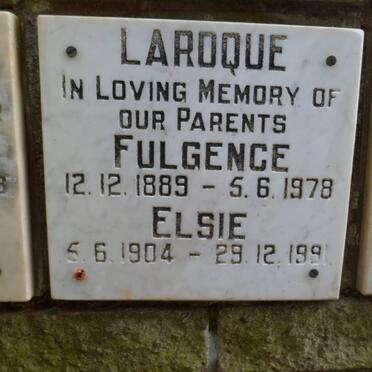 LAROQUE
IN LOVING MEMORY OF
OUR PARENTS
FULGENCE
12.12.1889 - 5.6.1978
ELSIE
5.6.1904 - 29.12.1991